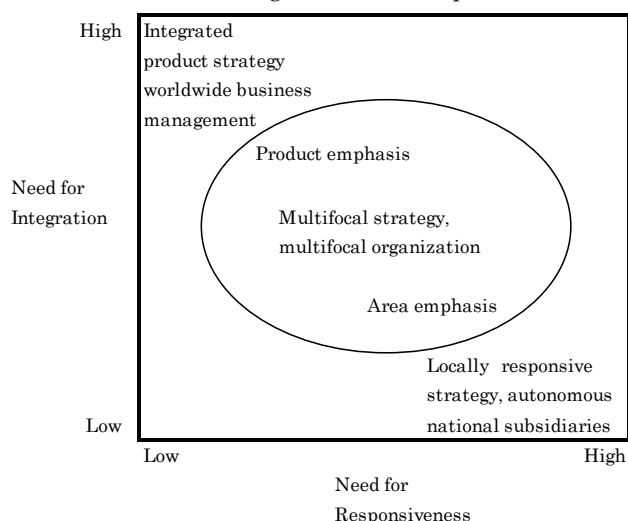 High
Integrated
product strategy
worldwide business
management
Product emphasis
Need for
Integration
Multifocal strategy,
multifocal organization
Area emphasis
Locally responsive
strategy, autonomous
national subsidiaries
Low
Low
High
Need for
Responsiveness